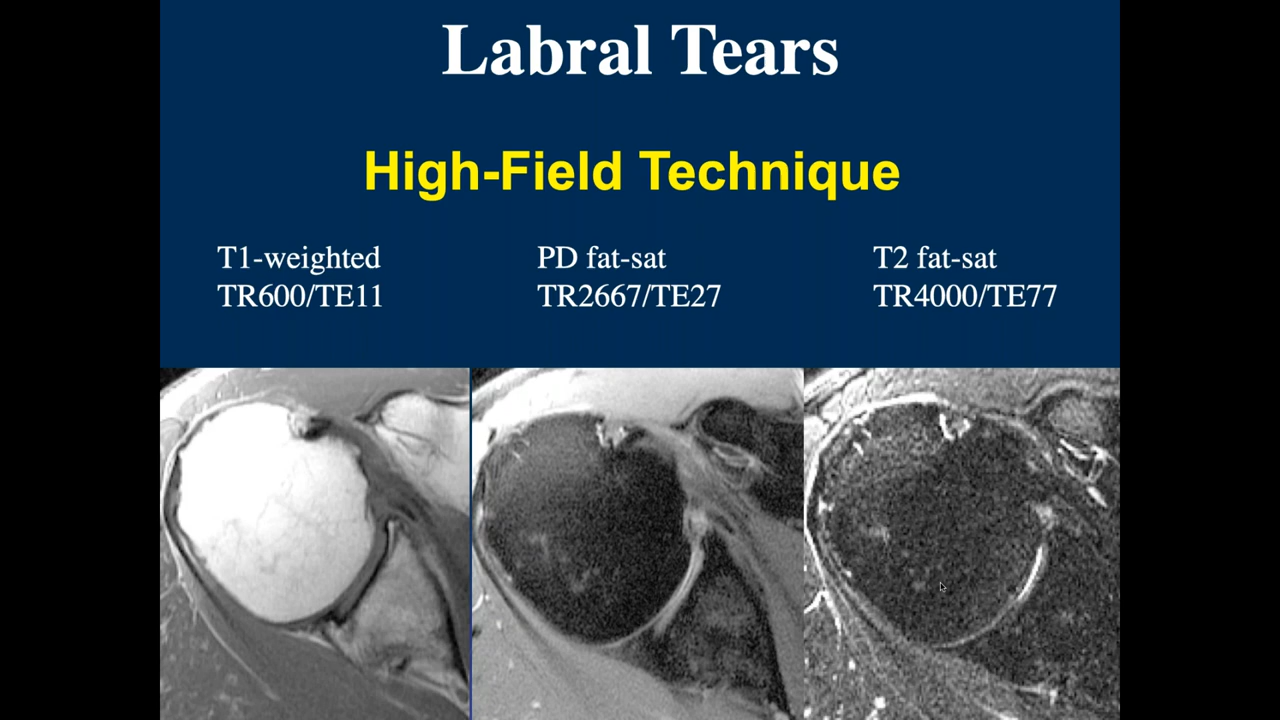 Labral Tears
High-Field Technique
T1-weighted
TR600/TE11
PD fat-sat
TR2667/TE27
T2 fat-sat
TR4000/TE77